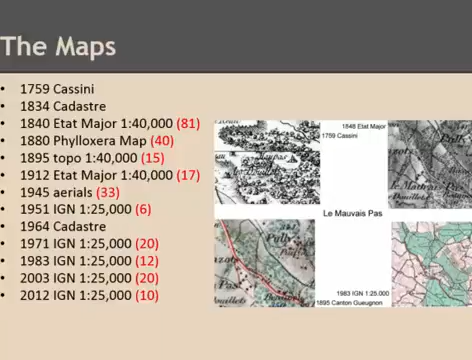 The Maps
• 1759 Cassini
• 1834 Cadastre
• 1840 Etat Major 1:40,000 (81)
• 1880 Phylloxera Map (40)
• 1895 topo 1:40,000 (15)
• 1912 Etat Major 1:40,000 (17)
• 1945 aerials (33)
• 1951 IGN 1:25,000 (6)
• 1964 Cadastre
• 1971 IGN 1:25,000 (20)
• 1983 IGN 1:25,000 (12)
• 2003 IGN 1:25,000 (20)
• 2012 IGN 1:25,000 (10)
1848 Etat Major
1759 Cassini
Le Mauvais Pas
1983 IGN 1:25.000
1895 Canton Gueugnon